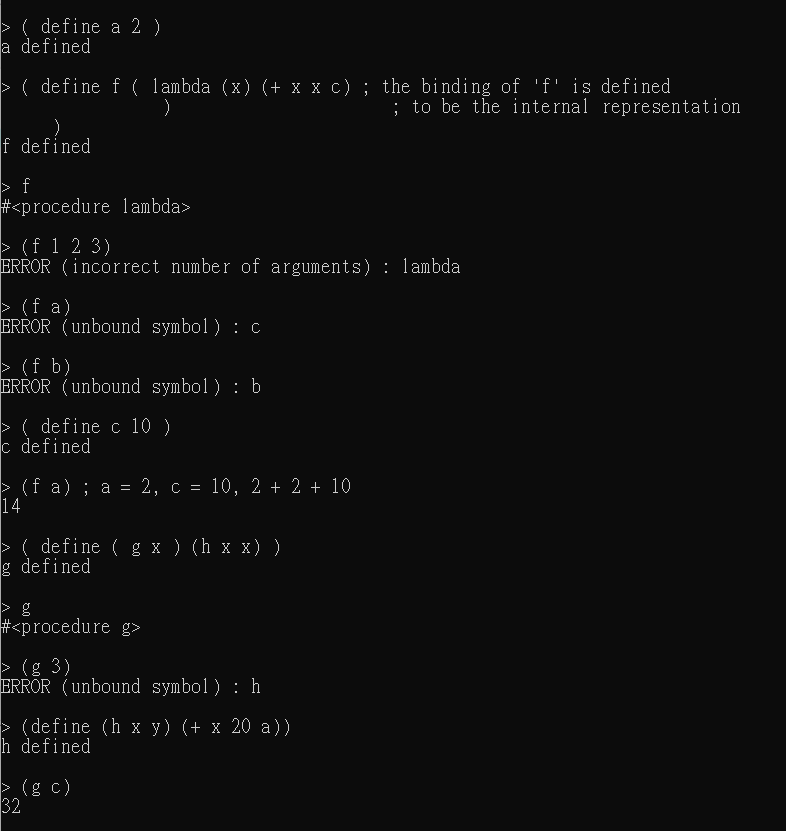 > ( define a 2 )
a defined
> ( define f ( lambda (x) (+ x x c) ; the binding of 'f' is defined
) ; to be the internal representation
)
f defined
> f
#<procedure lambda>
> (f 1 2 3)
ERROR (incorrect number of arguments) : lambda
> (f a)
ERROR (unbound symbol) : c
> (f b)
ERROR (unbound symbol) : b
> ( define c 10 )
c defined
> (f a) ; a = 2, c = 10, 2 + 2 + 10
14
> ( define ( g x ) (h x x) )
g defined
> g
#<procedure g>
> (g 3)
ERROR (unbound symbol) : h
> (define (h x y) (+ x 20 a))
h defined
> (g c)
32